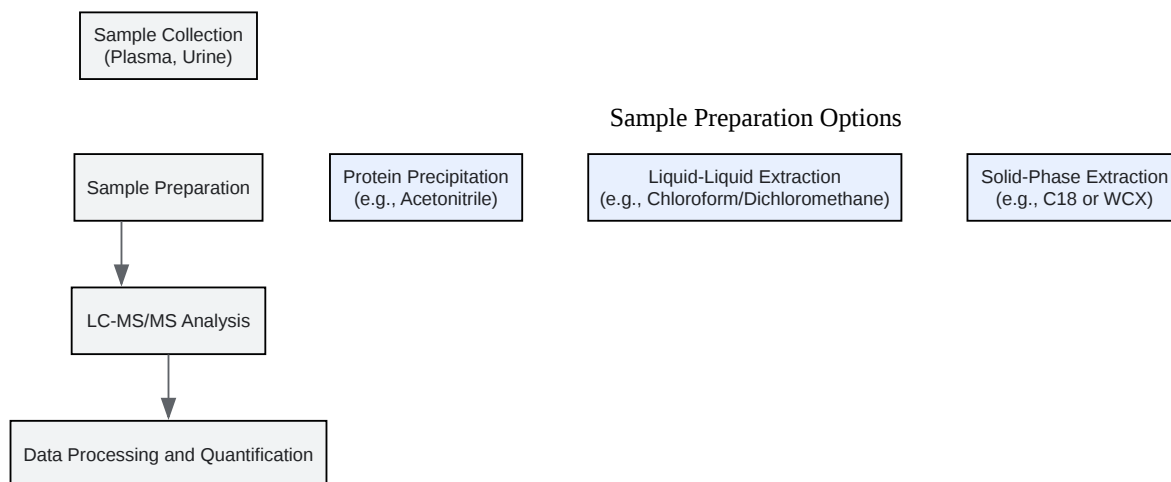 Sample Collection
(Plasma, Urine)
Sample Preparation Options
Sample Preparation
Protein Precipitation
(e.g., Acetonitrile)
Liquid-Liquid Extraction
(e.g., Chloroform/Dichloromethane)
Solid-Phase Extraction
(e.g., C18 or WCX)
LC-MS/MS Analysis
Data Processing and Quantification